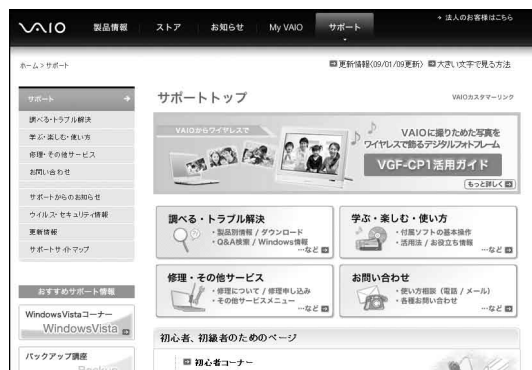 VAIO 製品情報 ストア お知らせ My VAIO サポート
法人のお客様はこちら
ホーム > サポート
更新情報(09/01/09更新) 大きい文字で見る方法
サポート
調べる・トラブル解決
学ぶ・楽しむ・使い方
修理・その他サービス
お問い合わせ
サポートからのお知らせ
ウイルス・セキュリティ情報
更新情報
サポートサイトマップ
おすすめサポート情報
Windows Vistaコーナー
WindowsVista
バックアップ講座
Backup
サポートトップ
VAIOカスタマーリンク
VAIOからワイヤレスで
VAIOに撮りためた写真を
ワイヤレスで飾るデジタルフォトフレーム
VGF-CP1活用ガイド
もっと詳しく
調べる・トラブル解決
・製品別情報 / ダウンロード
・Q&A検索 / Windows情報
…など
学ぶ・楽しむ・使い方
・付属ソフトの基本操作
・活用法 / お役立ち情報
…など
修理・その他サービス
・修理について / 修理申し込み
・その他サービスメニュー
…など
お問い合わせ
・使い方相談 (電話 / メール)
・各種お問い合わせ
…など
初心者、初級者のためのページ
初心者コーナー